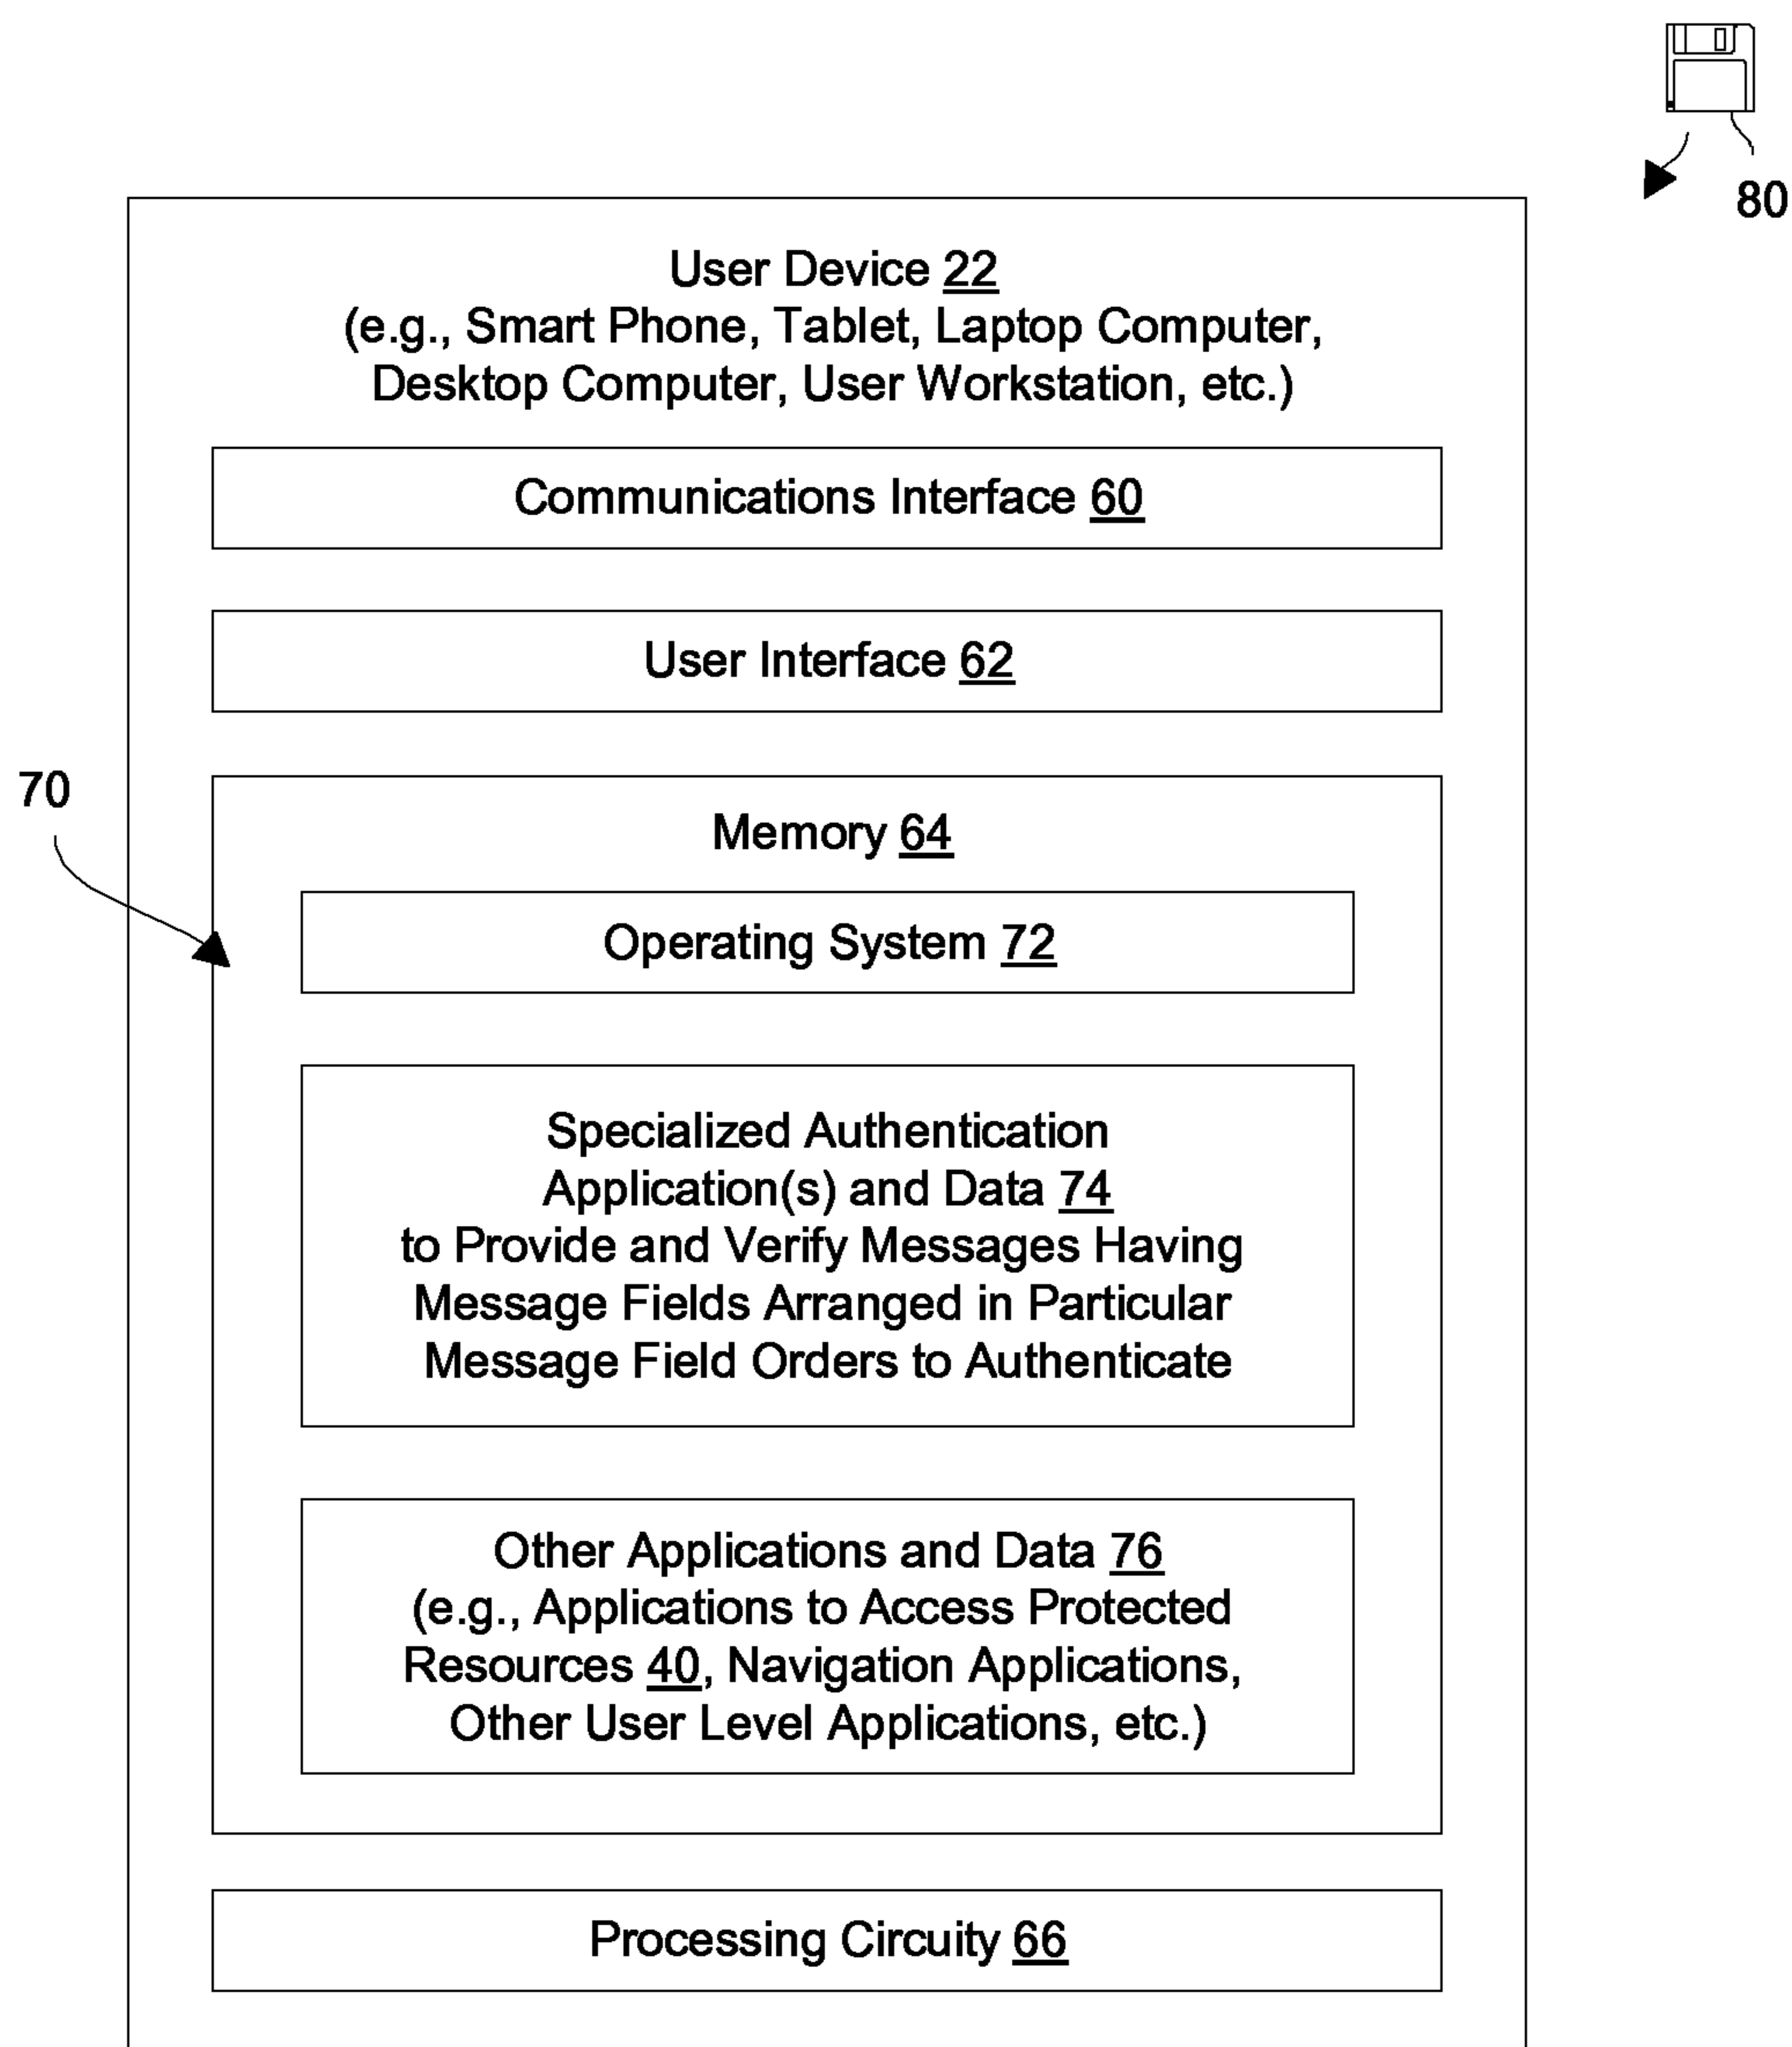 80
User Device 22
(e.g., Smart Phone, Tablet, Laptop Computer,
Desktop Computer, User Workstation, etc.)
Communications Interface 60
User Interface 62
70
Memory 64
Operating System 72
Specialized Authentication
Application(s) and Data 74
to Provide and Verify Messages Having
Message Fields Arranged in Particular
Message Field Orders to Authenticate
Other Applications and Data 76
(e.g., Applications to Access Protected
Resources 40, Navigation Applications,
Other User Level Applications, etc.)
Processing Circuity 66